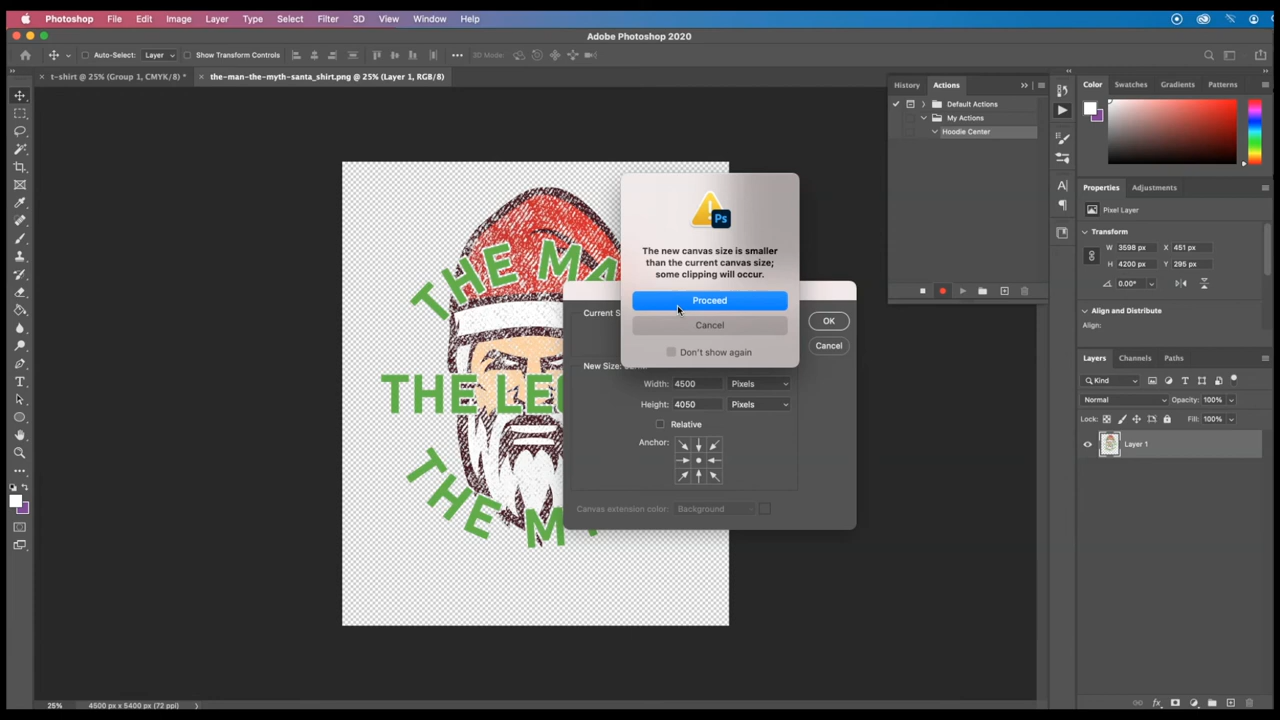 Photoshop File Edit Image Layer Type Select Filter 3D View Window Help
Adobe Photoshop 2020
Auto-Select: Layer Show Transform Controls 3D Mode:
t-shirt @ 25% (Group 1, CMYK/8) * the-man-the-myth-santa_shirt.png @ 25% (Layer 1, RGB/8)
History Actions
Default Actions
My Actions
Hoodie Center
Color Swatches Gradients Patterns
Properties Adjustments
Pixel Layer
Transform
W 3598 px X 451 px
H 4200 px Y 295 px
0.00°
Align and Distribute
Align:
Layers Channels Paths
Kind
Normal Opacity: 100%
Lock: Fill: 100%
Layer 1
Ps
The new canvas size is smaller
than the current canvas size;
some clipping will occur.
Proceed
Cancel
Don't show again
Current S
OK
Cancel
New Size:
Width: 4500 Pixels
Height: 4050 Pixels
Relative
Anchor:
Canvas extension color: Background
THE MA
THE LE
THE M
25% 4500 px x 5400 px (72 ppi)